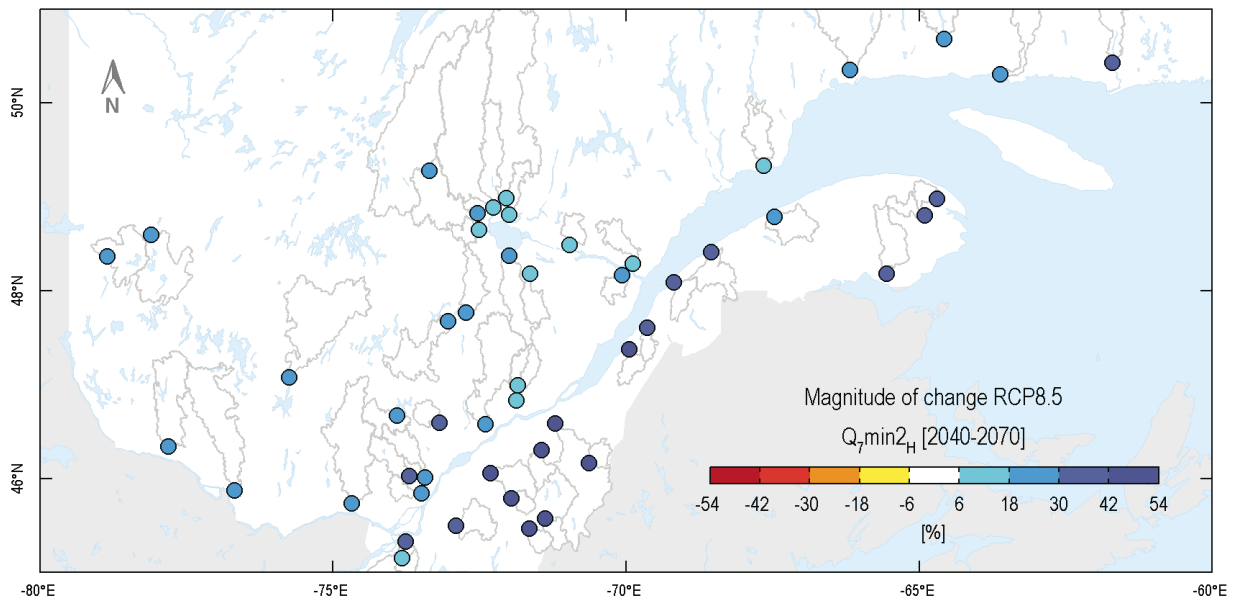 50°N
48°N
46°N
N
Magnitude of change RCP8.5
Q7min2H [2040-2070]
-54 -42 -30 -18 -6 6 18 30 42 54
[%]
-80°E -75°E -70°E -65°E -60°E